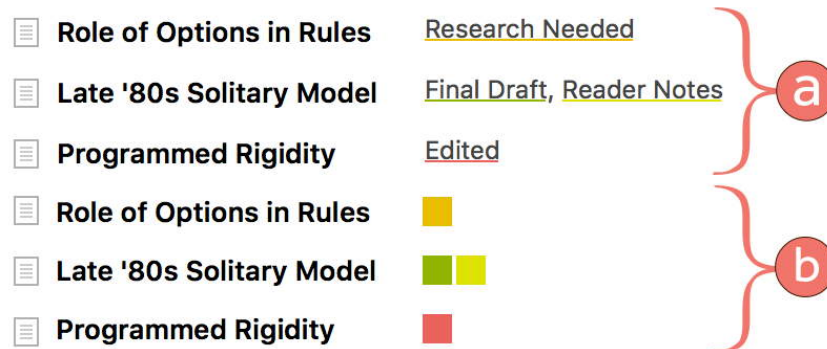 Role of Options in Rules Research Needed
Late '80s Solitary Model Final Draft, Reader Notes
a
Programmed Rigidity Edited
Role of Options in Rules
Late '80s Solitary Model
b
Programmed Rigidity